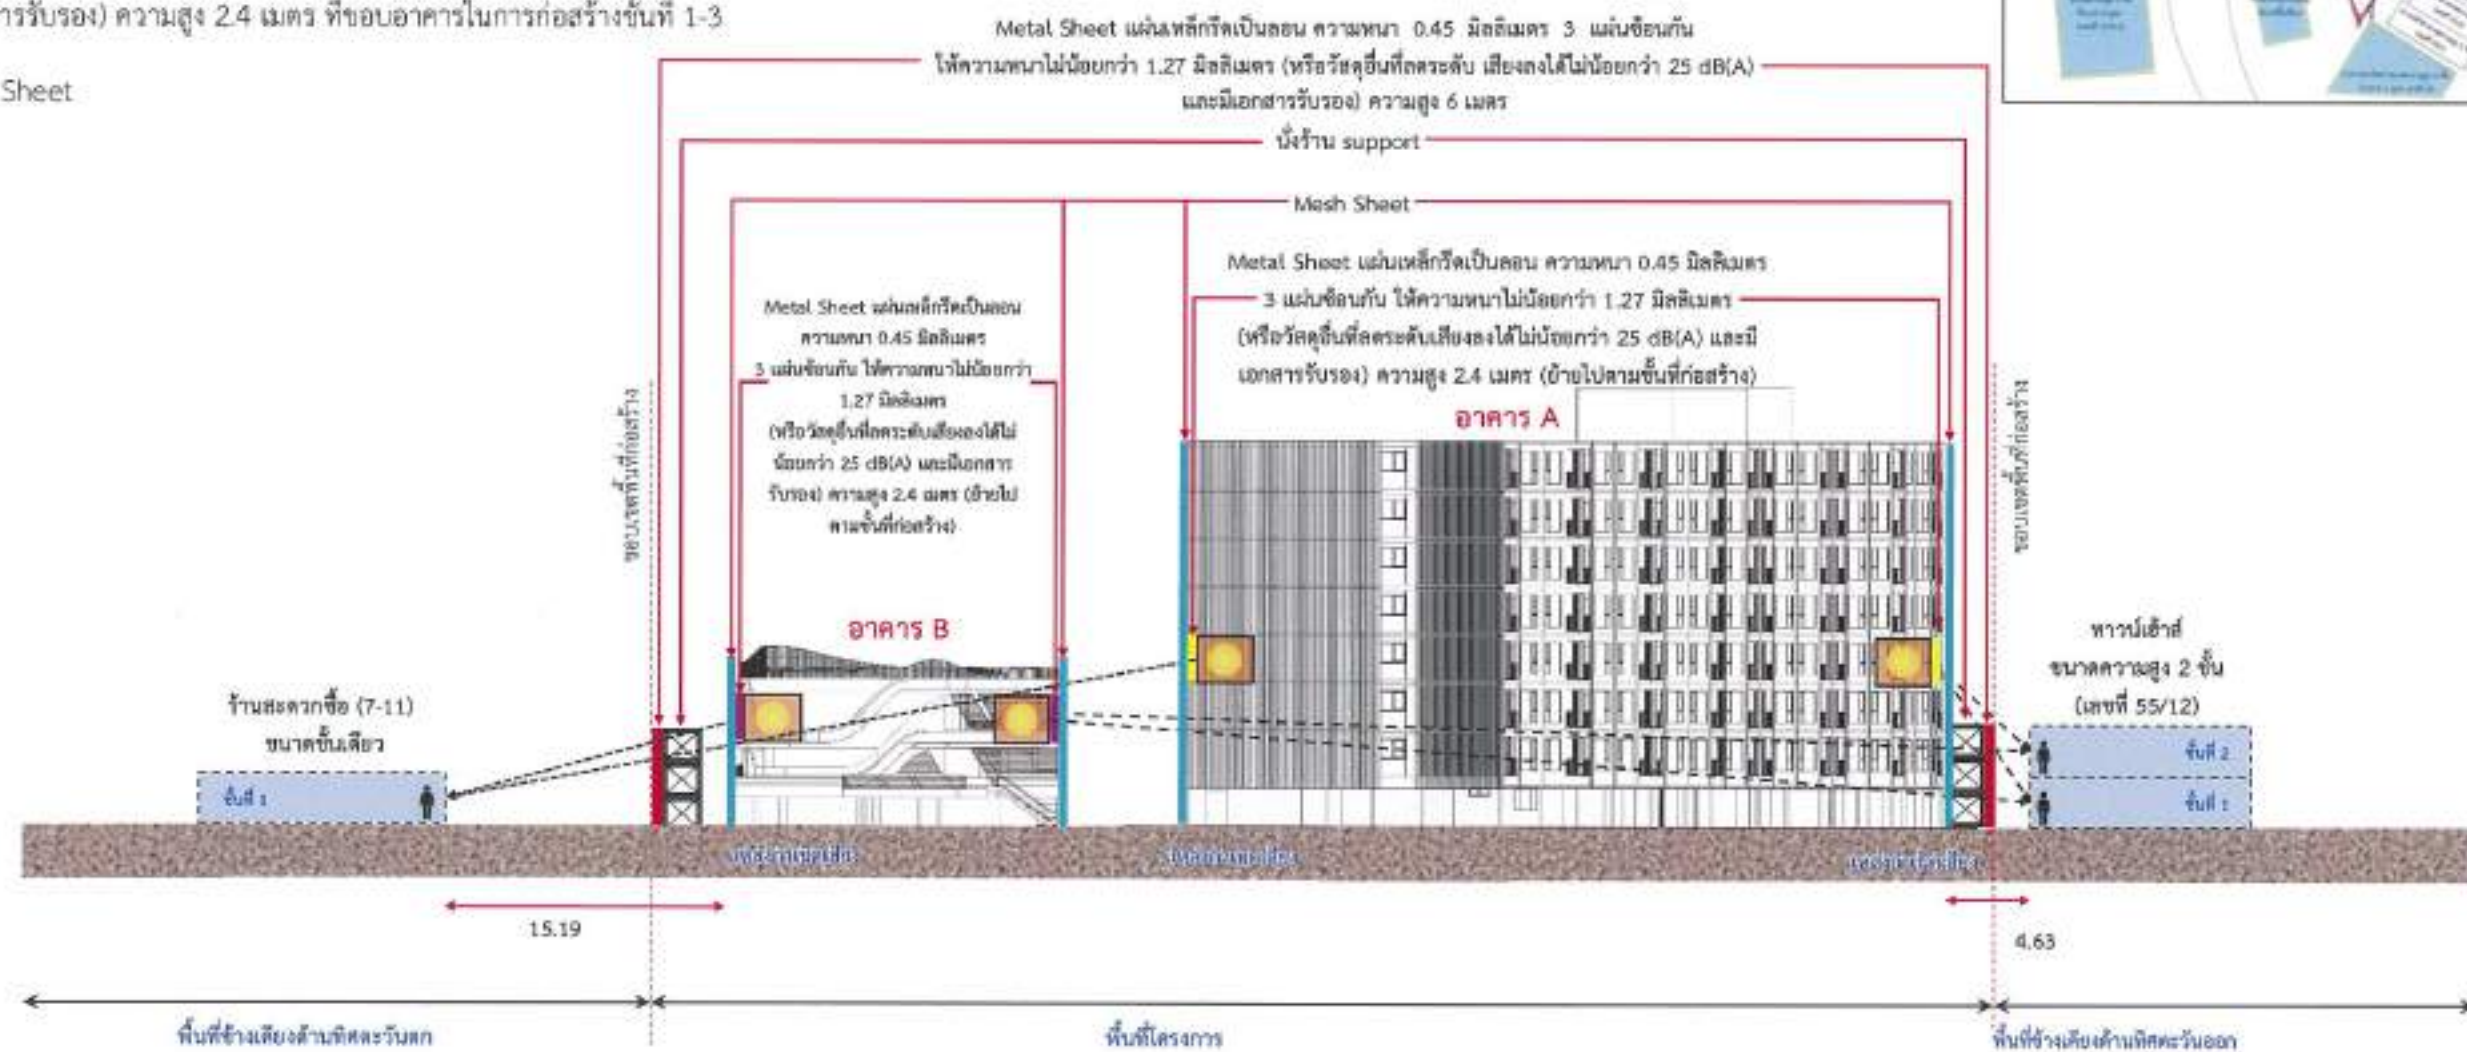 ารรับรอง) ความสูง 2.4 เมตร ที่ขอบอาคารในการก่อสร้างชั้นที่ 1-3
Sheet
Metal Sheet แผ่นเหล็กรีดเป็นลอน ความหนา 0.45 มิลลิเมตร 3 แผ่นซ้อนกัน
ให้ความหนาไม่น้อยกว่า 1.27 มิลลิเมตร (หรือวัสดุอื่นที่ลดระดับ เสียงลงได้ไม่น้อยกว่า 25 dB(A)
และมีเอกสารรับรอง) ความสูง 6 เมตร
นั่งร้าน support
Mesh Sheet
Metal Sheet แผ่นเหล็กรีดเป็นลอน ความหนา 0.45 มิลลิเมตร
3 แผ่นซ้อนกัน ให้ความหนาไม่น้อยกว่า 1.27 มิลลิเมตร
(หรือวัสดุอื่นที่ลดระดับเสียงลงได้ไม่น้อยกว่า 25 dB(A) และมี
เอกสารรับรอง) ความสูง 2.4 เมตร (ย้ายไปตามชั้นที่ก่อสร้าง)
Metal Sheet แผ่นเหล็กรีดเป็นลอน
ความหนา 0.45 มิลลิเมตร
3 แผ่นซ้อนกัน ให้ความหนาไม่น้อยกว่า
1.27 มิลลิเมตร
(หรือวัสดุอื่นที่ลดระดับเสียงลงได้ไม่
น้อยกว่า 25 dB(A) และมีเอกสาร
รับรอง) ความสูง 2.4 เมตร (ย้ายไป
ตามชั้นที่ก่อสร้าง)
ขอบเขตพื้นที่ก่อสร้าง
ขอบเขตพื้นที่ก่อสร้าง
อาคาร A
อาคาร B
ร้านสะดวกซื้อ (7-11)
ขนาดชั้นเดียว
ชั้นที่ 1
ทาวน์เฮ้าส์
ขนาดความสูง 2 ชั้น
(เลขที่ 55/12)
ชั้นที่ 2
ชั้นที่ 1
15.19
4.63
พื้นที่ข้างเคียงด้านทิศตะวันตก
พื้นที่โครงการ
พื้นที่ข้างเคียงด้านทิศตะวันออก